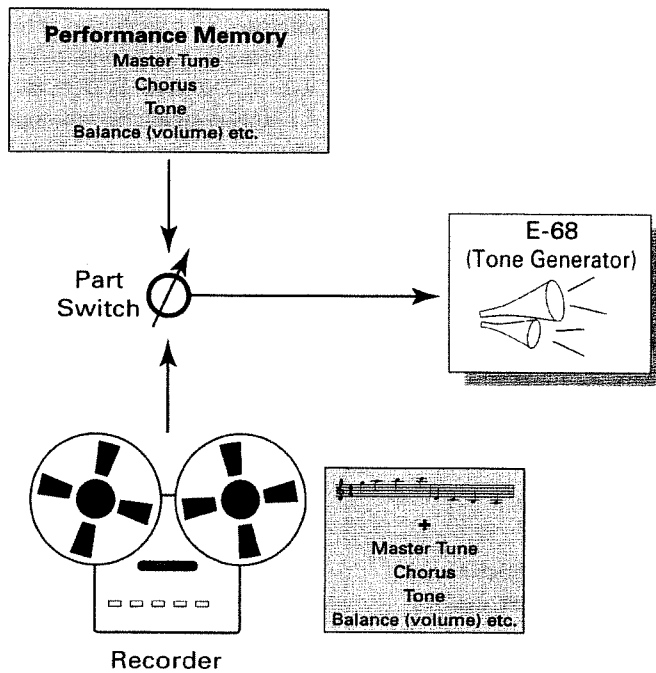 Performance Memory
Master Tune
Chorus
Tone
Balance (volume) etc.
Part
Switch
E-68
(Tone Generator)
Recorder
+
Master Tune
Chorus
Tone
Balance (volume) etc.